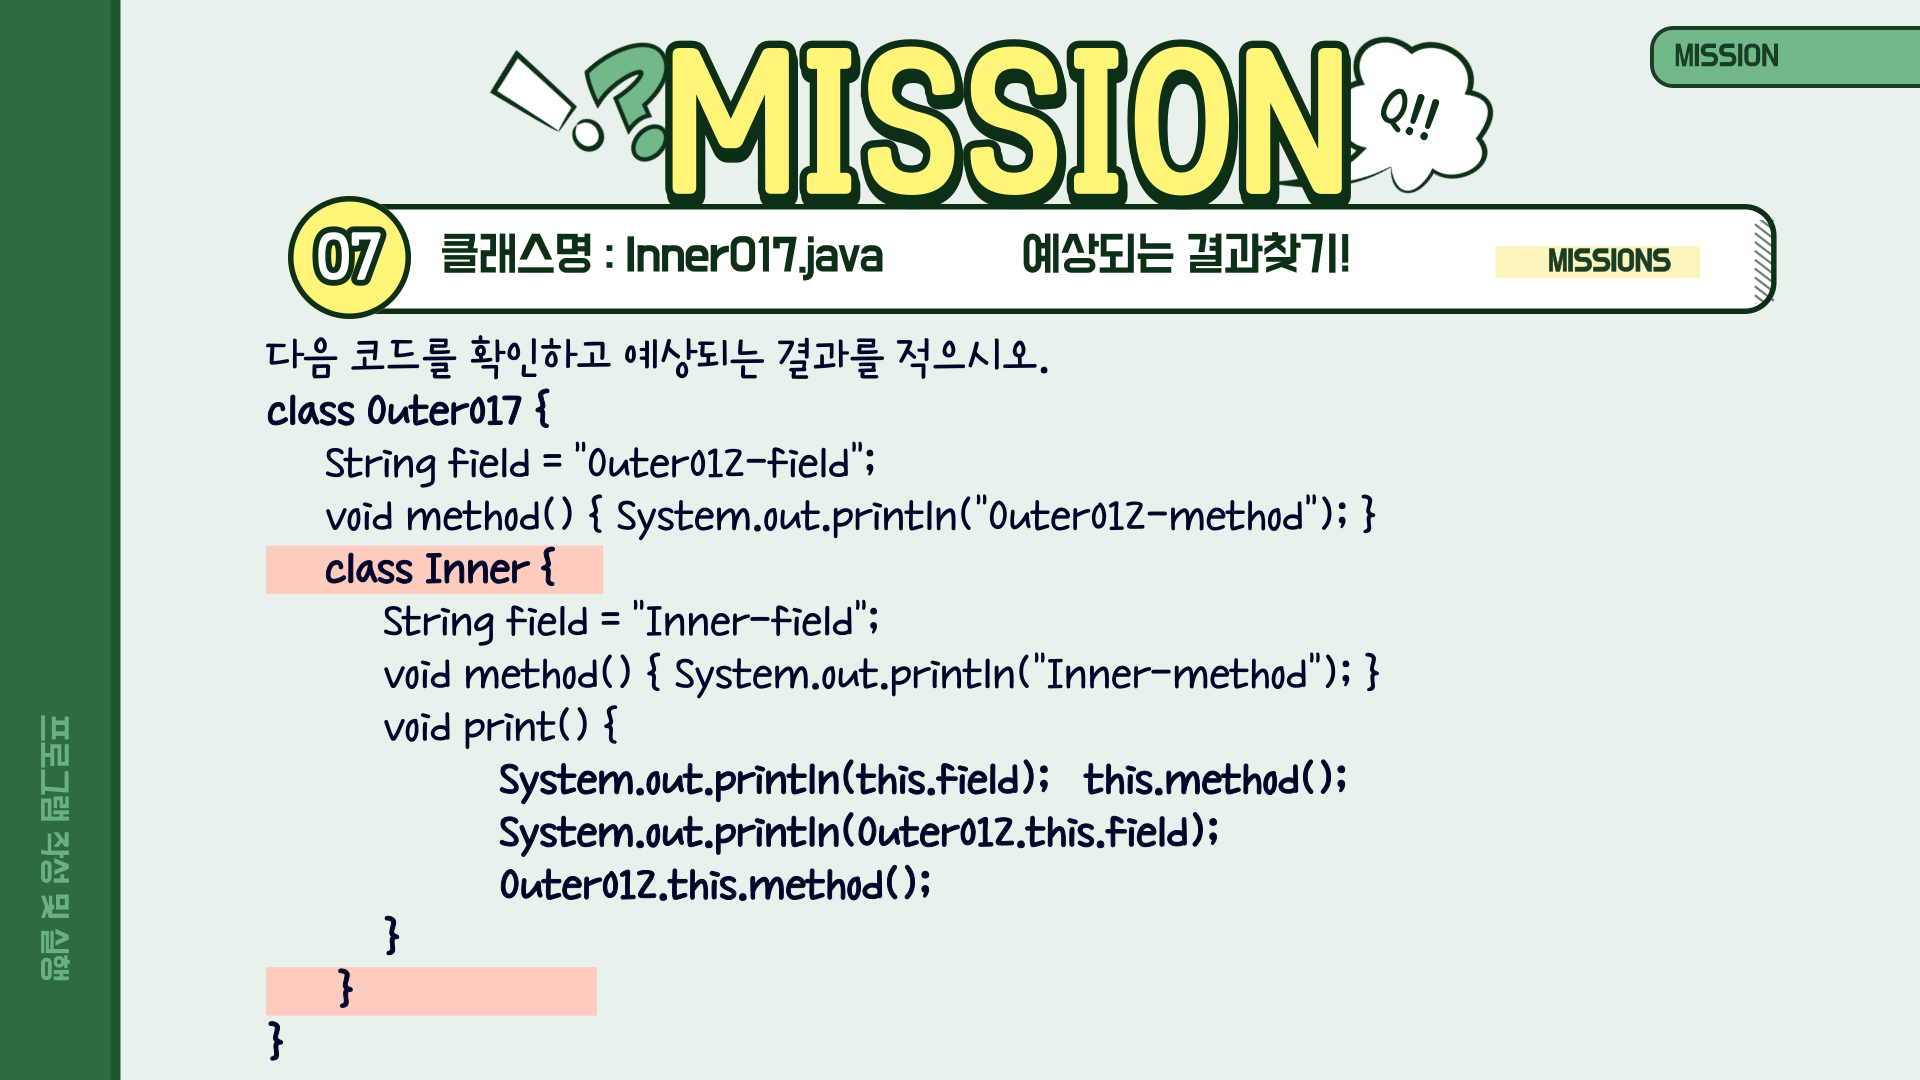 MISSION
!?
MISSION
Q!!
07
클래스명 : Inner017.java 예상되는 결과찾기!
MISSIONS
다음 코드를 확인하고 예상되는 결과를 적으시오.
class Outer017 {
String field = "Outer012-field";
void method() { System.out.println("Outer012-method"); }
class Inner {
String field = "Inner-field";
void method() { System.out.println("Inner-method"); }
void print() {
System.out.println(this.field); this.method();
System.out.println(Outer012.this.field);
Outer012.this.method();
}
}
}
프로그램 작성 및 실행